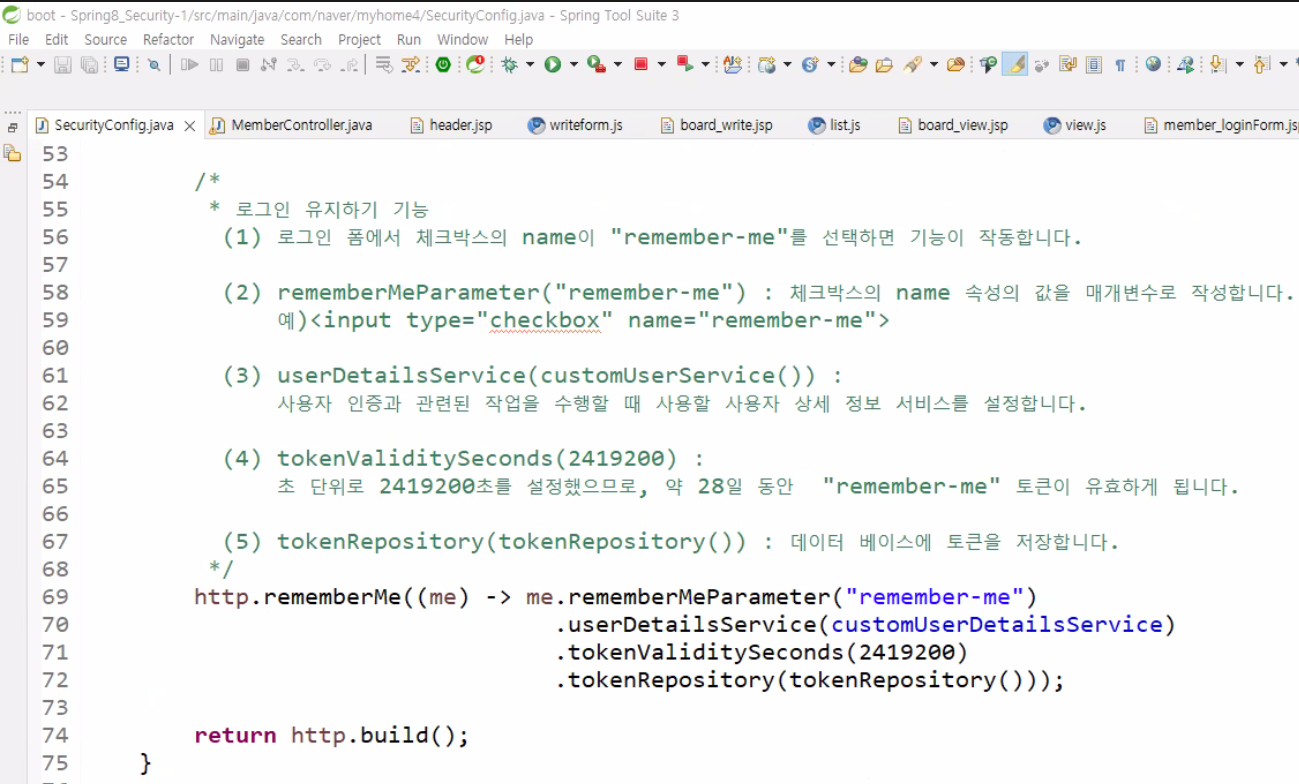 boot - Spring8_Security-1/src/main/java/com/naver/myhome4/SecurityConfig.java - Spring Tool Suite 3
File Edit Source Refactor Navigate Search Project Run Window Help
SecurityConfig.java MemberController.java header.jsp writeform.js board_write.jsp list.js board_view.jsp view.js member_loginForm.js
53
54 /*
55 * 로그인 유지하기 기능
56 (1) 로그인 폼에서 체크박스의 name이 "remember-me"를 선택하면 기능이 작동합니다.
57
58 (2) rememberMeParameter("remember-me") : 체크박스의 name 속성의 값을 매개변수로 작성합니다.
59 예)<input type="checkbox" name="remember-me">
60
61 (3) userDetailsService(customUserService()) :
62 사용자 인증과 관련된 작업을 수행할 때 사용할 사용자 상세 정보 서비스를 설정합니다.
63
64 (4) tokenValiditySeconds(2419200) :
65 초 단위로 2419200초를 설정했으므로, 약 28일 동안 "remember-me" 토큰이 유효하게 됩니다.
66
67 (5) tokenRepository(tokenRepository()) : 데이터 베이스에 토큰을 저장합니다.
68 */
69 http.rememberMe((me) -> me.rememberMeParameter("remember-me")
70 .userDetailsService(customUserDetailsService)
71 .tokenValiditySeconds(2419200)
72 .tokenRepository(tokenRepository()));
73
74 return http.build();
75 }